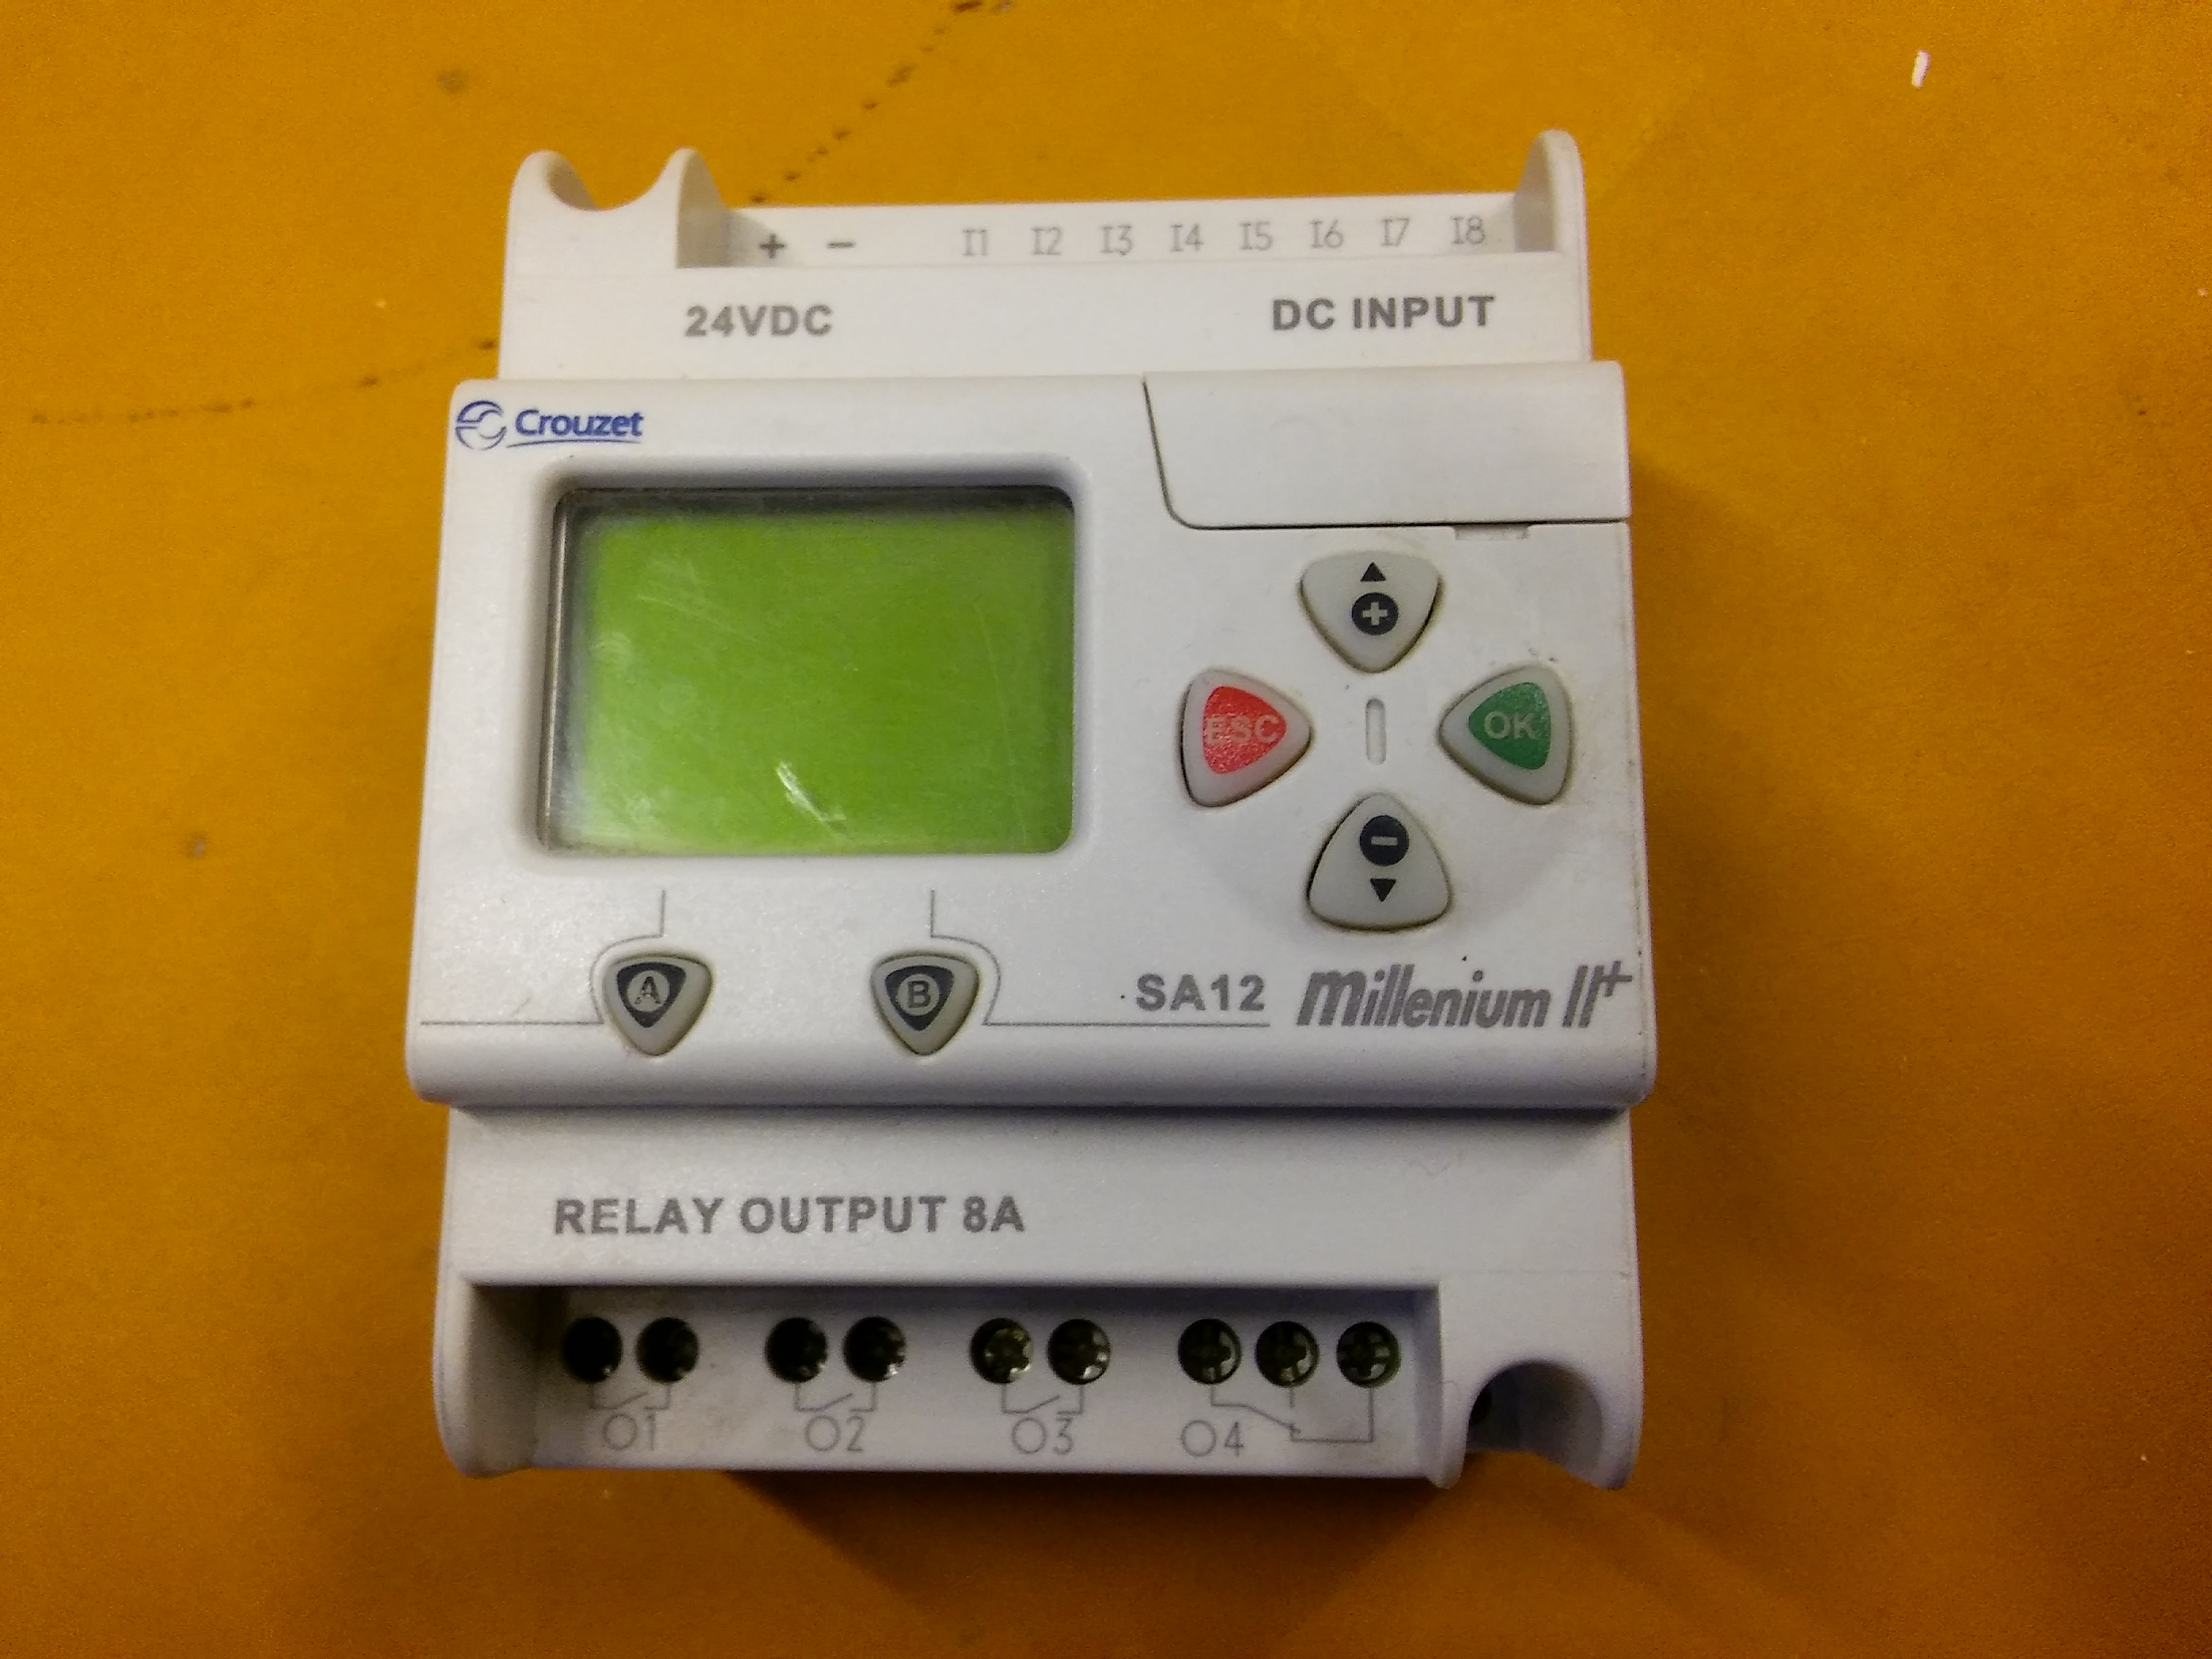 + − I1 I2 I3 I4 I5 I6 I7 I8
24VDC DC INPUT
Crouzet
+
ESC OK
−
A B
SA12 millenium II+
RELAY OUTPUT 8A
O1 O2 O3 O4